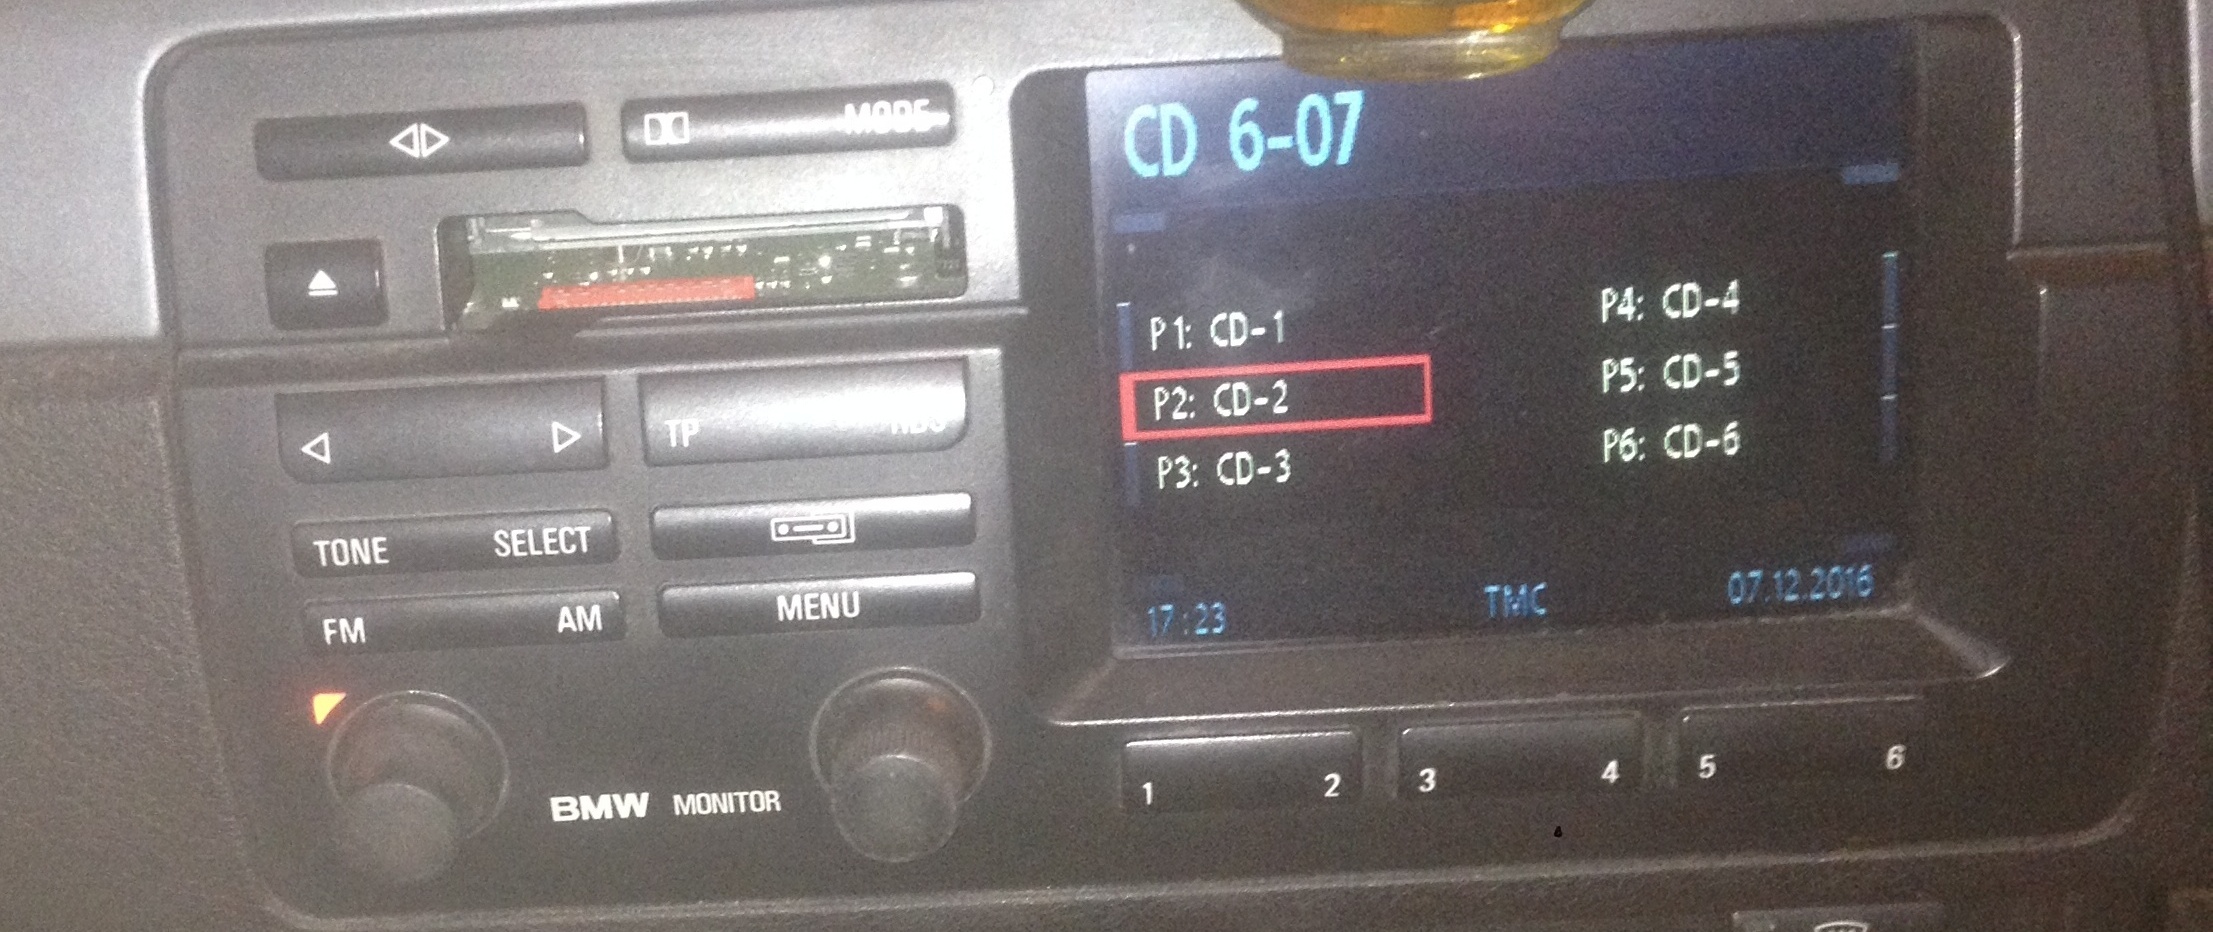 MODE
CD 6-07
P1: CD-1
P4: CD-4
P2: CD-2
P5: CD-5
P3: CD-3
P6: CD-6
TP
TONE SELECT
FM AM
MENU
17:23 TMC 07.12.2016
1 2 3 4 5 6
BMW MONITOR